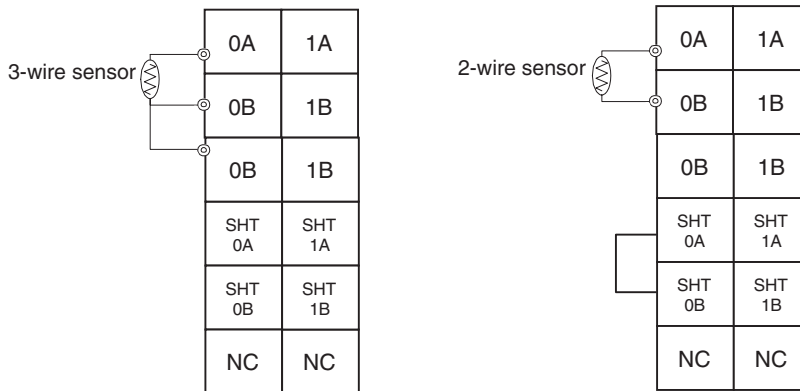 3-wire sensor
0A 1A
0B 1B
0B 1B
SHT 0A SHT 1A
SHT 0B SHT 1B
NC NC
2-wire sensor
0A 1A
0B 1B
0B 1B
SHT 0A SHT 1A
SHT 0B SHT 1B
NC NC